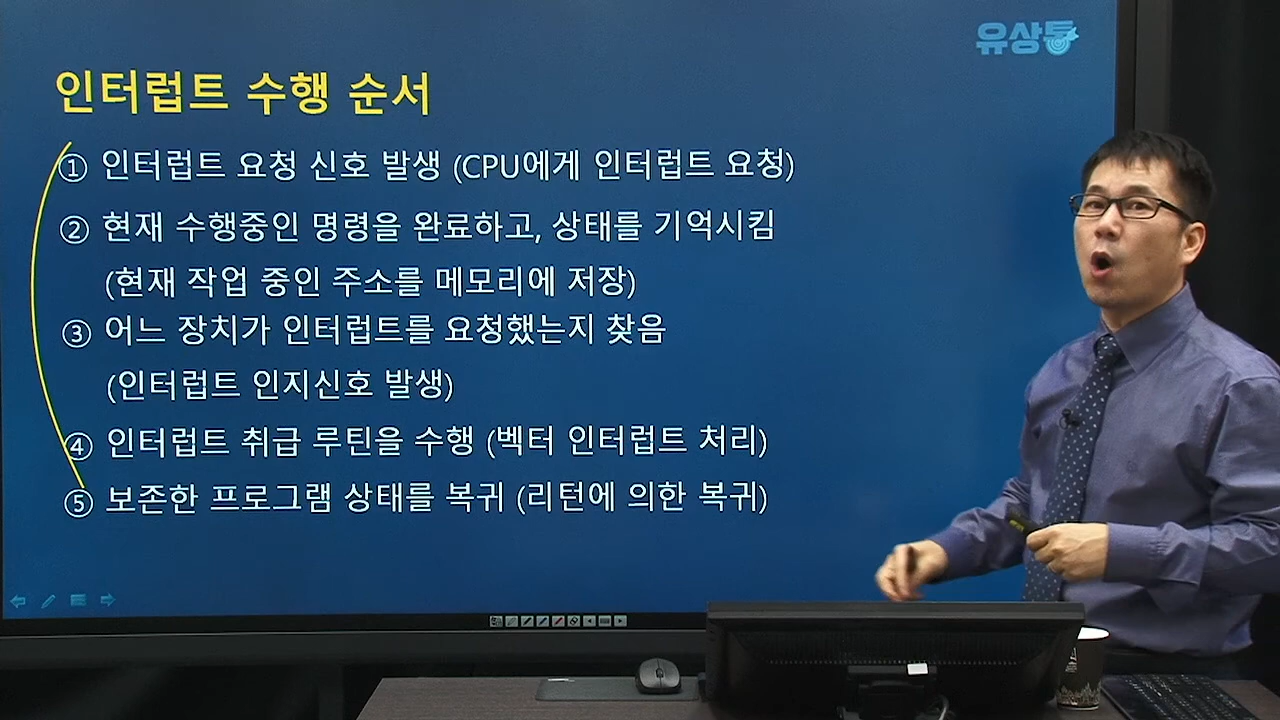 유상통
인터럽트 수행 순서
① 인터럽트 요청 신호 발생 (CPU에게 인터럽트 요청)
② 현재 수행중인 명령을 완료하고, 상태를 기억시킴
(현재 작업 중인 주소를 메모리에 저장)
③ 어느 장치가 인터럽트를 요청했는지 찾음
(인터럽트 인지신호 발생)
④ 인터럽트 취급 루틴을 수행 (벡터 인터럽트 처리)
⑤ 보존한 프로그램 상태를 복귀 (리턴에 의한 복귀)